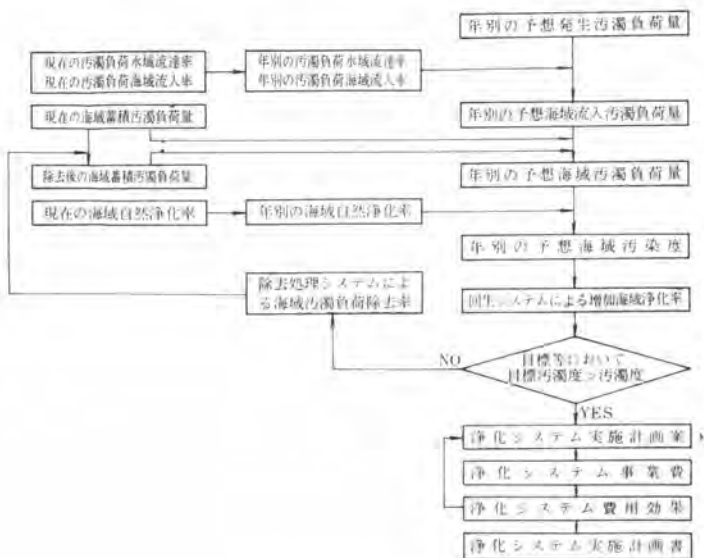 年別の予想発生汚濁負荷量
現在の汚濁負荷水域流達率
現在の汚濁負荷海域流入率
年別の汚濁負荷水域流達率
年別の汚濁負荷海域流入率
現在の海域蓄積汚濁負荷量
年別の予想海域流入汚濁負荷量
除去後の海域蓄積汚濁負荷量
年別の予想海域汚濁負荷量
現在の海域自然浄化率
年別の海域自然浄化率
年別の予想海域汚染度
除去処理システムによ
る海域汚濁負荷除去率
回生システムによる増加海域浄化率
NO
目標等において
目標汚濁度>汚濁度
YES
浄化システム実施計画案
浄化システム事業費
浄化システム費用効果
浄化システム実施計画書